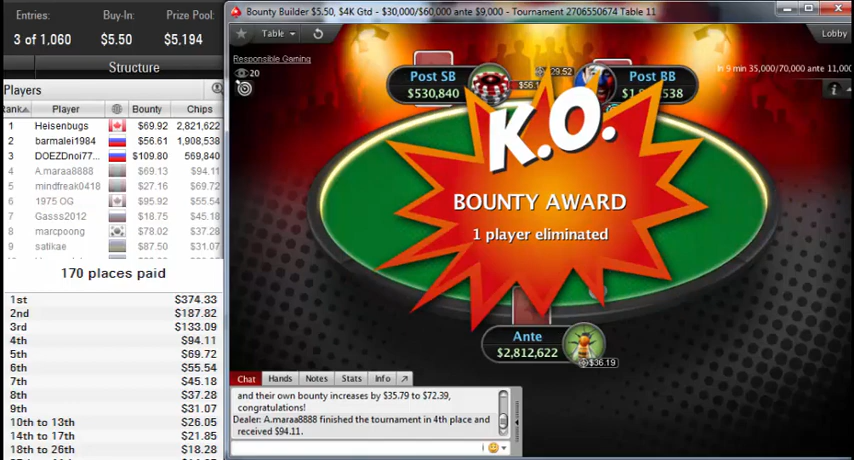 Entries: Buy-In: Prize Pool:
3 of 1,060 $5.50 $5,194
Structure
Players
Rank Player Bounty Chips
1 Heisenbugs $69.92 2,821,622
2 barmalei1984 $56.61 1,908,538
3 DOEZDnoi77... $109.80 569,840
4 A.maraa8888 $69.13 $94.11
5 mindfreak0418 $27.16 $69.72
6 1975 OG $95.92 $55.54
7 Gasss2012 $18.75 $45.18
8 marcpoong $78.02 $37.28
9 satikae $87.50 $31.07
170 places paid
1st $374.33
2nd $187.82
3rd $133.09
4th $94.11
5th $69.72
6th $55.54
7th $45.18
8th $37.28
9th $31.07
10th to 13th $26.05
14th to 17th $21.85
18th to 26th $18.28
Bounty Builder $5.50, $4K Gtd - $30,000/$60,000 ante $9,000 - Tournament 2706550674 Table 11
Table
Lobby
Responsible Gaming
20
In 9 min 35,000/70,000 ante 11,000
Post SB
$530,840
Post BB
538
K.O.
BOUNTY AWARD
1 player eliminated
Ante
$2,812,622
$36.19
Chat Hands Notes Stats Info
and their own bounty increases by $35.79 to $72.39,
congratulations!
Dealer: A.maraa8888 finished the tournament in 4th place and
received $94.11.